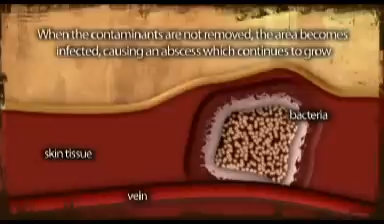 When the contaminants are not removed, the area becomes
infected, causing an abscess which continues to grow
bacteria
skin tissue
vein